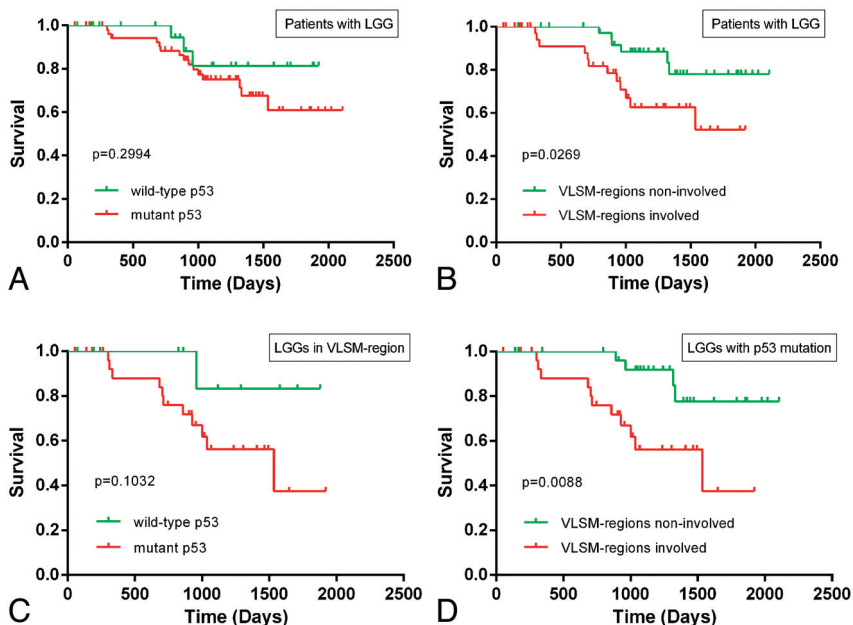 Patients with LGG
1.0
0.8
0.6
0.4
0.2
0.0
Survival
p=0.2994
wild-type p53
mutant p53
0 500 1000 1500 2000 2500
Time (Days)
A
Patients with LGG
1.0
0.8
0.6
0.4
0.2
0.0
Survival
p=0.0269
VLSM-regions non-involved
VLSM-regions involved
0 500 1000 1500 2000 2500
Time (Days)
B
LGGs in VLSM-region
1.0
0.8
0.6
0.4
0.2
0.0
Survival
p=0.1032
wild-type p53
mutant p53
0 500 1000 1500 2000 2500
Time (Days)
C
LGGs with p53 mutation
1.0
0.8
0.6
0.4
0.2
0.0
Survival
p=0.0088
VLSM-regions non-involved
VLSM-regions involved
0 500 1000 1500 2000 2500
Time (Days)
D